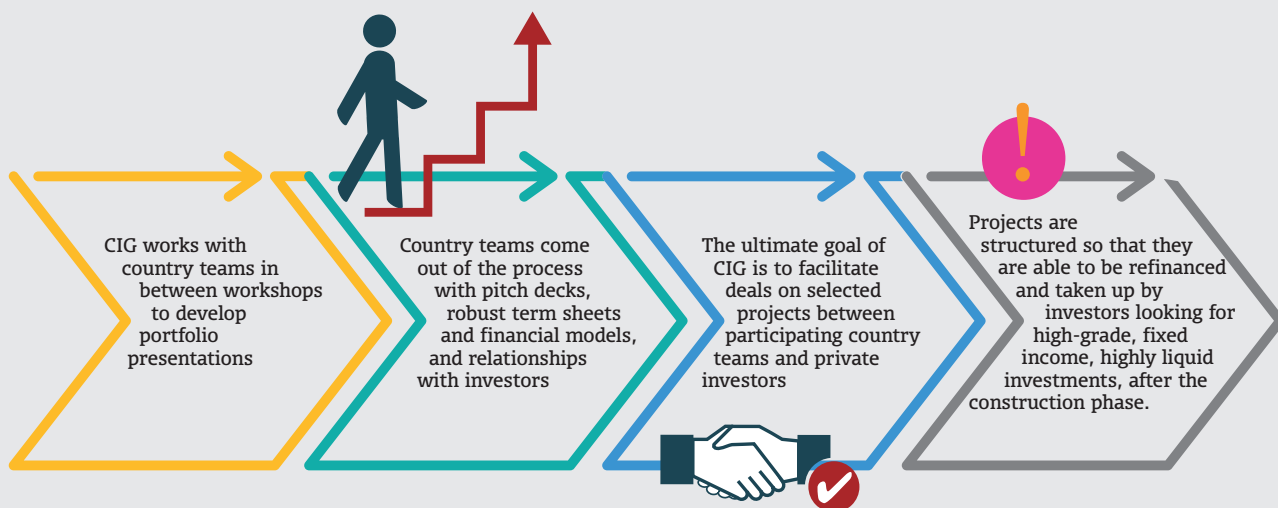 CIG works with
country teams in
between workshops
to develop
portfolio
presentations
Country teams come
out of the process
with pitch decks,
robust term sheets
and financial models,
and relationships
with investors
The ultimate goal of
CIG is to facilitate
deals on selected
projects between
participating country
teams and private
investors
Projects are
structured so that they
are able to be refinanced
and taken up by
investors looking for
high-grade, fixed
income, highly liquid
investments, after the
construction phase.